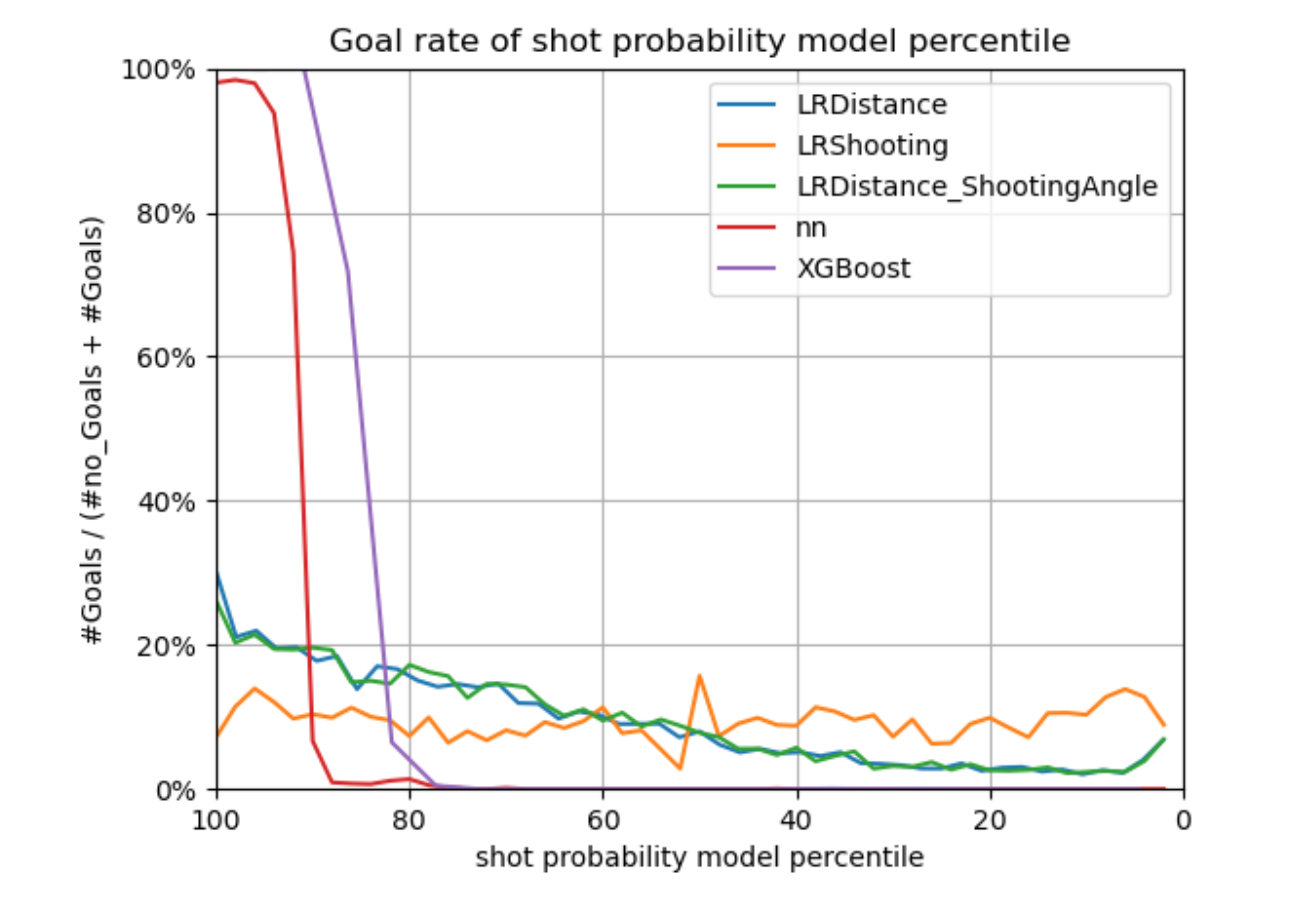 Goal rate of shot probability model percentile
100%
80%
60%
40%
20%
0%
#Goals / (#no_Goals + #Goals)
LRDistance
LRShooting
LRDistance_ShootingAngle
nn
XGBoost
100 80 60 40 20 0
shot probability model percentile